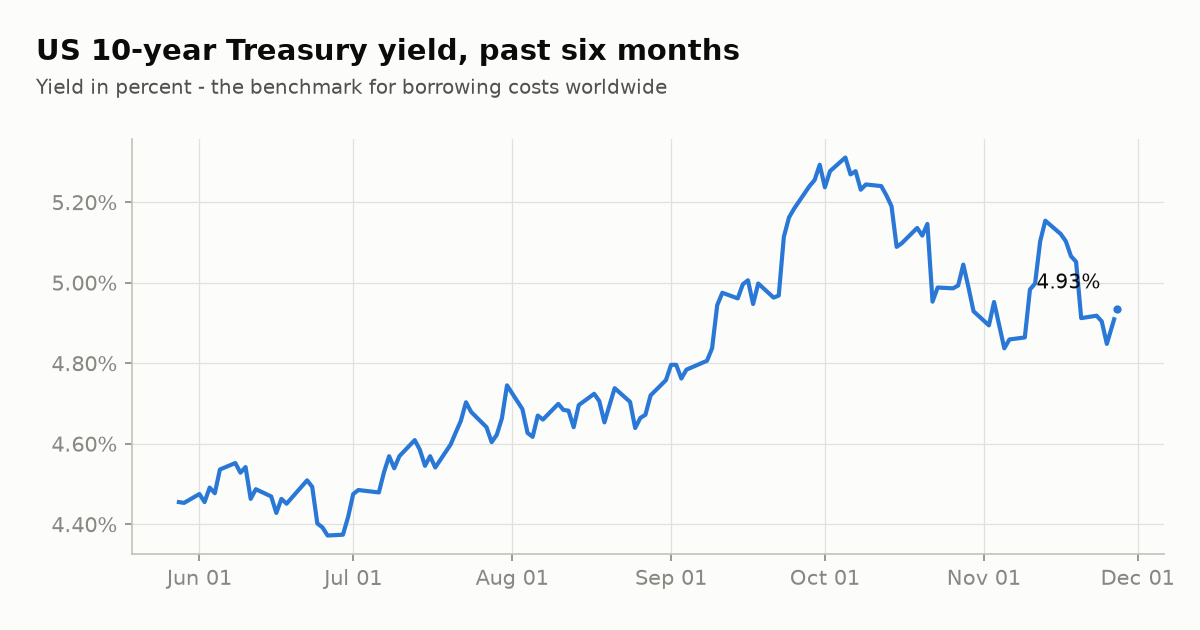 US 10-year Treasury yield, past six months
Yield in percent - the benchmark for borrowing costs worldwide
5.20%
5.00%
4.80%
4.60%
4.40%
4.93%
Jun 01
Jul 01
Aug 01
Sep 01
Oct 01
Nov 01
Dec 01